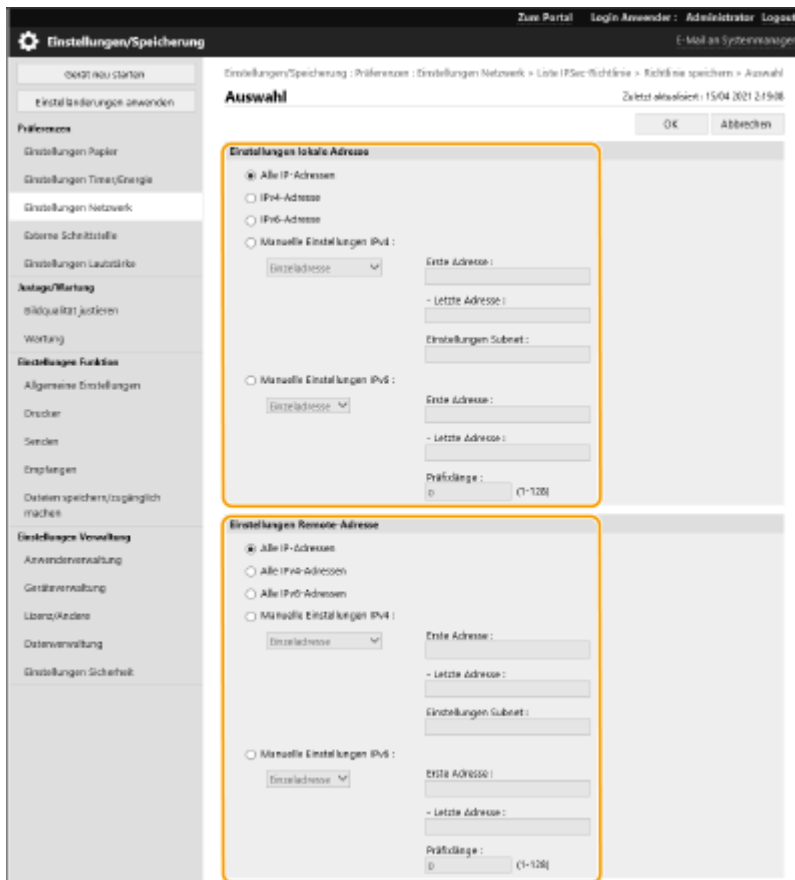 Zum Portal Login Anwender : Administrator Logout
Einstellungen/Speicherung
E-Mail an Systemmanager
Gerät neu starten
Einstelländerungen anwenden
Präferenzen
Einstellungen Papier
Einstellungen Timer/Energie
Einstellungen Netzwerk
Externe Schnittstelle
Einstellungen Lautstärke
Justage/Wartung
Bildqualität justieren
Wartung
Einstellungen Funktion
Allgemeine Einstellungen
Drucker
Senden
Empfangen
Dateien speichern/zugänglich
machen
Einstellungen Verwaltung
Anwenderverwaltung
Geräteverwaltung
Lizenz/Andere
Datenverwaltung
Einstellungen Sicherheit
Einstellungen/Speicherung : Präferenzen : Einstellungen Netzwerk > Liste IPSec-Richtlinie > Richtlinie speichern > Auswahl
Auswahl
Zuletzt aktualisiert : 15/04 2021 2:19:08
OK Abbrechen
Einstellungen lokale Adresse
Alle IP-Adressen
IPv4-Adresse
IPv6-Adresse
Manuelle Einstellungen IPv4 :
Einzeladresse
Erste Adresse :
- Letzte Adresse :
Einstellungen Subnet :
Manuelle Einstellungen IPv6 :
Einzeladresse
Erste Adresse :
- Letzte Adresse :
Präfixlänge :
0 (1-128)
Einstellungen Remote-Adresse
Alle IP-Adressen
Alle IPv4-Adressen
Alle IPv6-Adressen
Manuelle Einstellungen IPv4 :
Einzeladresse
Erste Adresse :
- Letzte Adresse :
Einstellungen Subnet :
Manuelle Einstellungen IPv6 :
Einzeladresse
Erste Adresse :
- Letzte Adresse :
Präfixlänge :
0 (1-128)